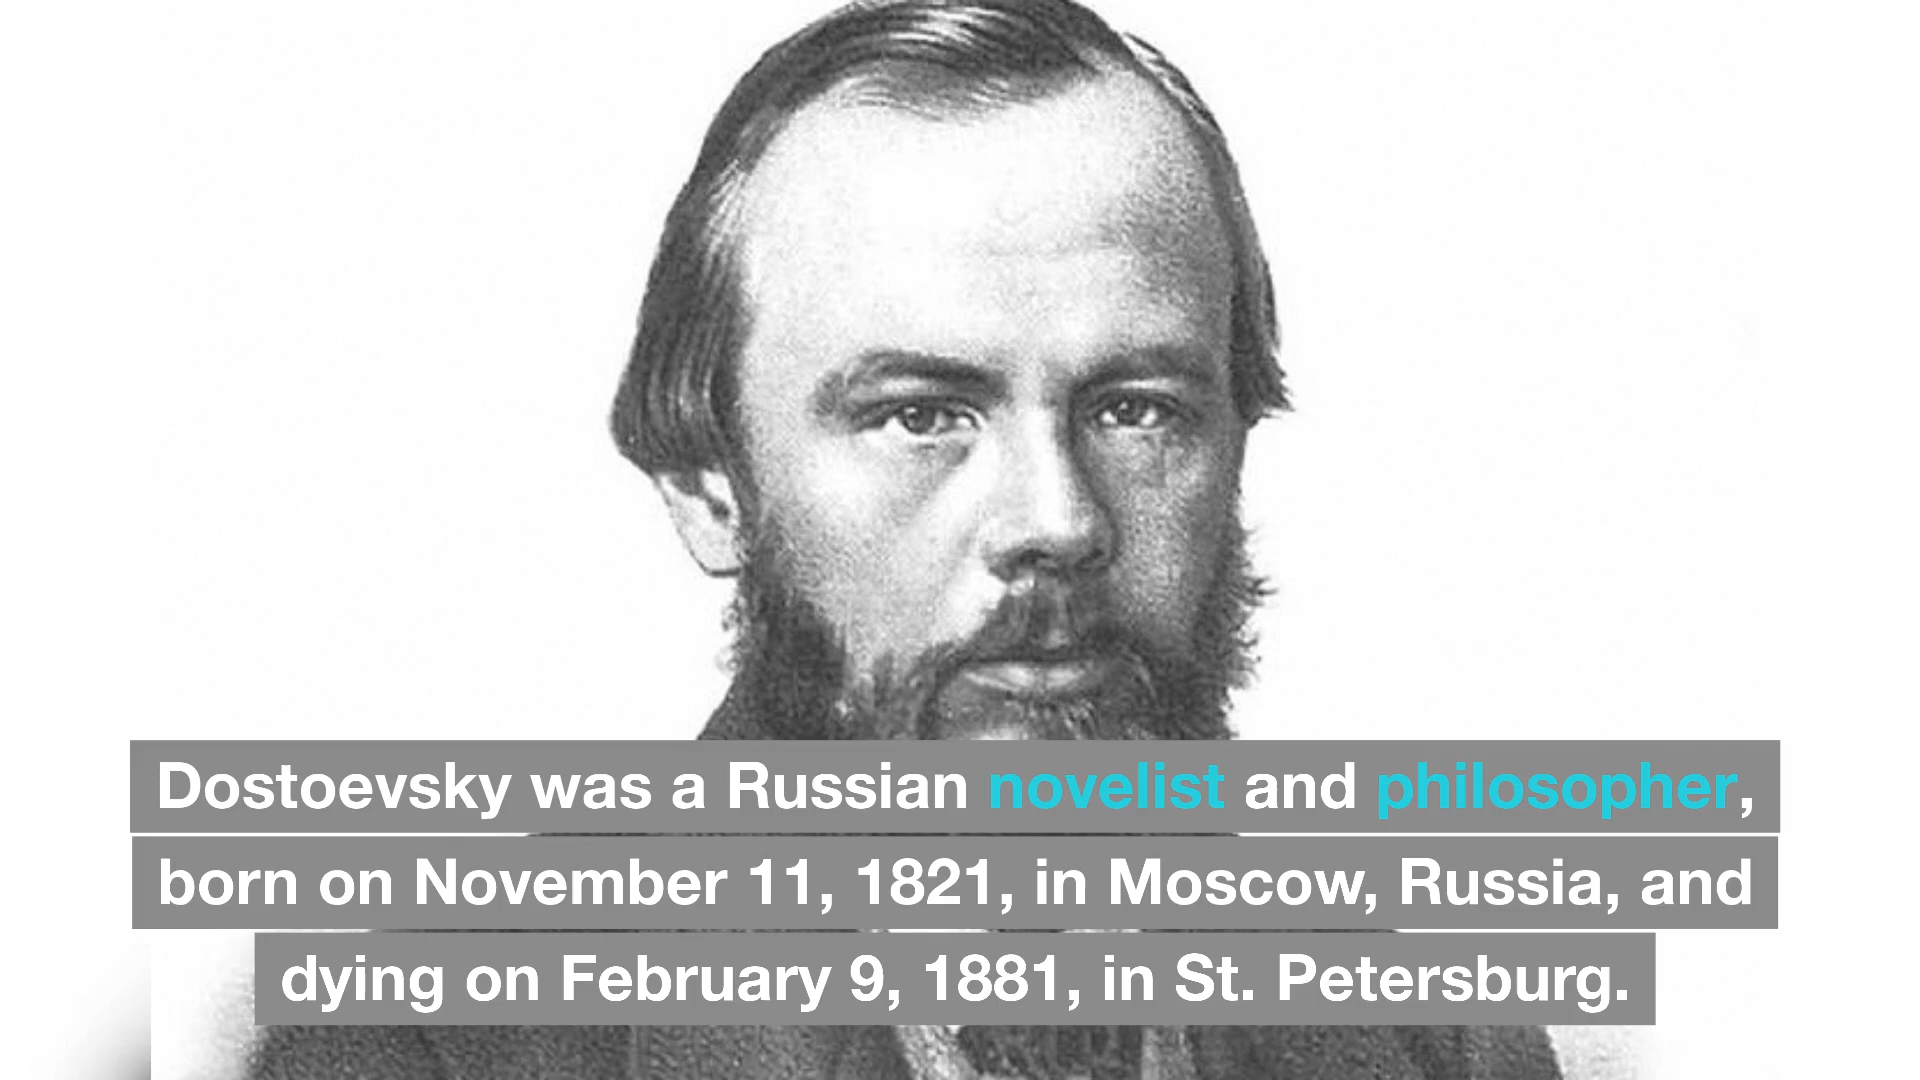 Dostoevsky was a Russian novelist and philosopher,
born on November 11, 1821, in Moscow, Russia, and
dying on February 9, 1881, in St. Petersburg.